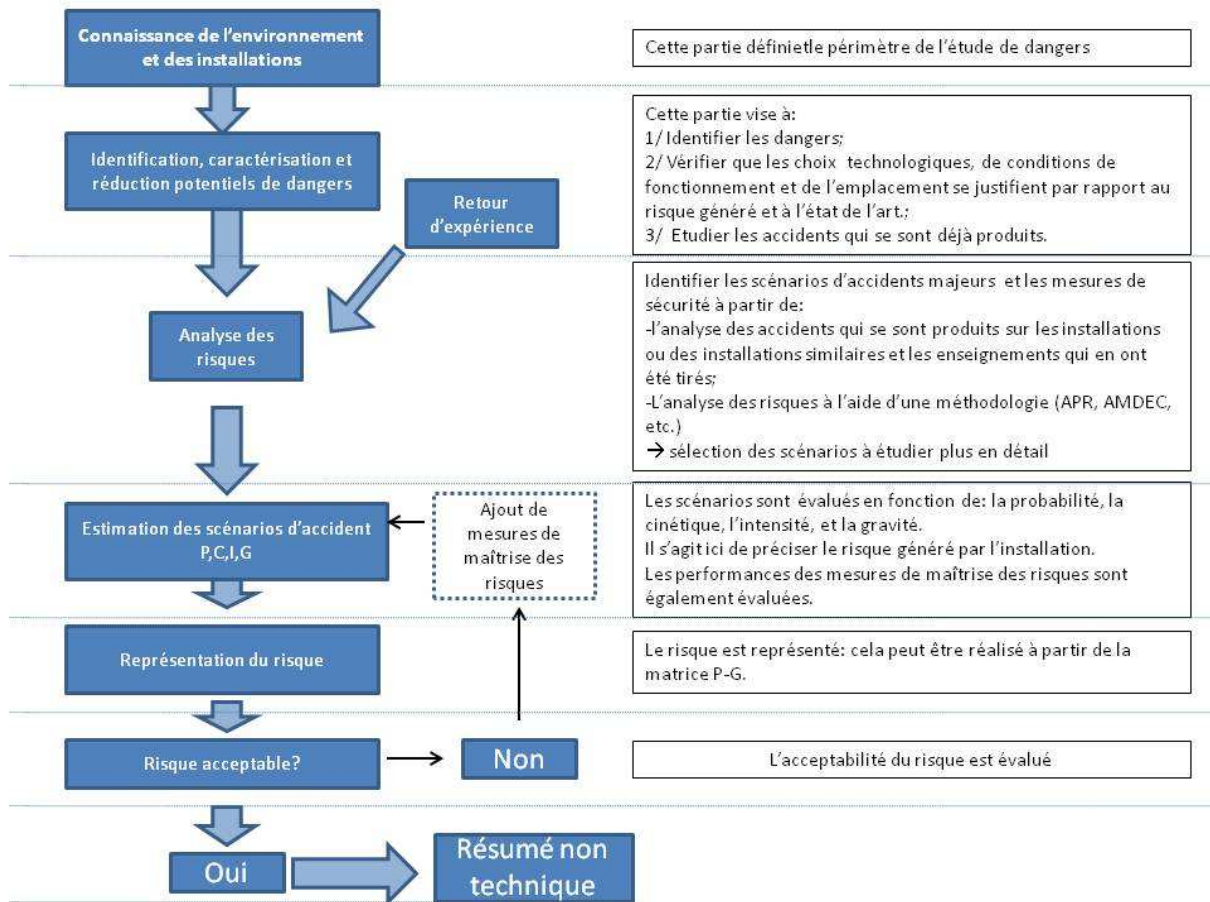 Connaissance de l'environnement
et des installations
Cette partie définietle périmètre de l'étude de dangers
Identification, caractérisation et
réduction potentiels de dangers
Retour
d'expérience
Cette partie vise à:
1/ Identifier les dangers;
2/ Vérifier que les choix technologiques, de conditions de
fonctionnement et de l'emplacement se justifient par rapport au
risque généré et à l'état de l'art.;
3/ Etudier les accidents qui se sont déjà produits.
Analyse des
risques
Identifier les scénarios d'accidents majeurs et les mesures de
sécurité à partir de:
-l'analyse des accidents qui se sont produits sur les installations
ou des installations similaires et les enseignements qui en ont
été tirés;
-L'analyse des risques à l'aide d'une méthodologie (APR, AMDEC,
etc.)
→ sélection des scénarios à étudier plus en détail
Estimation des scénarios d'accident
P,C,I,G
Ajout de
mesures de
maîtrise des
risques
Les scénarios sont évalués en fonction de: la probabilité, la
cinétique, l'intensité, et la gravité.
Il s'agit ici de préciser le risque généré par l'installation.
Les performances des mesures de maîtrise des risques sont
également évaluées.
Représentation du risque
Le risque est représenté: cela peut être réalisé à partir de la
matrice P-G.
Risque acceptable?
Non
L'acceptabilité du risque est évalué
Oui
Résumé non
technique